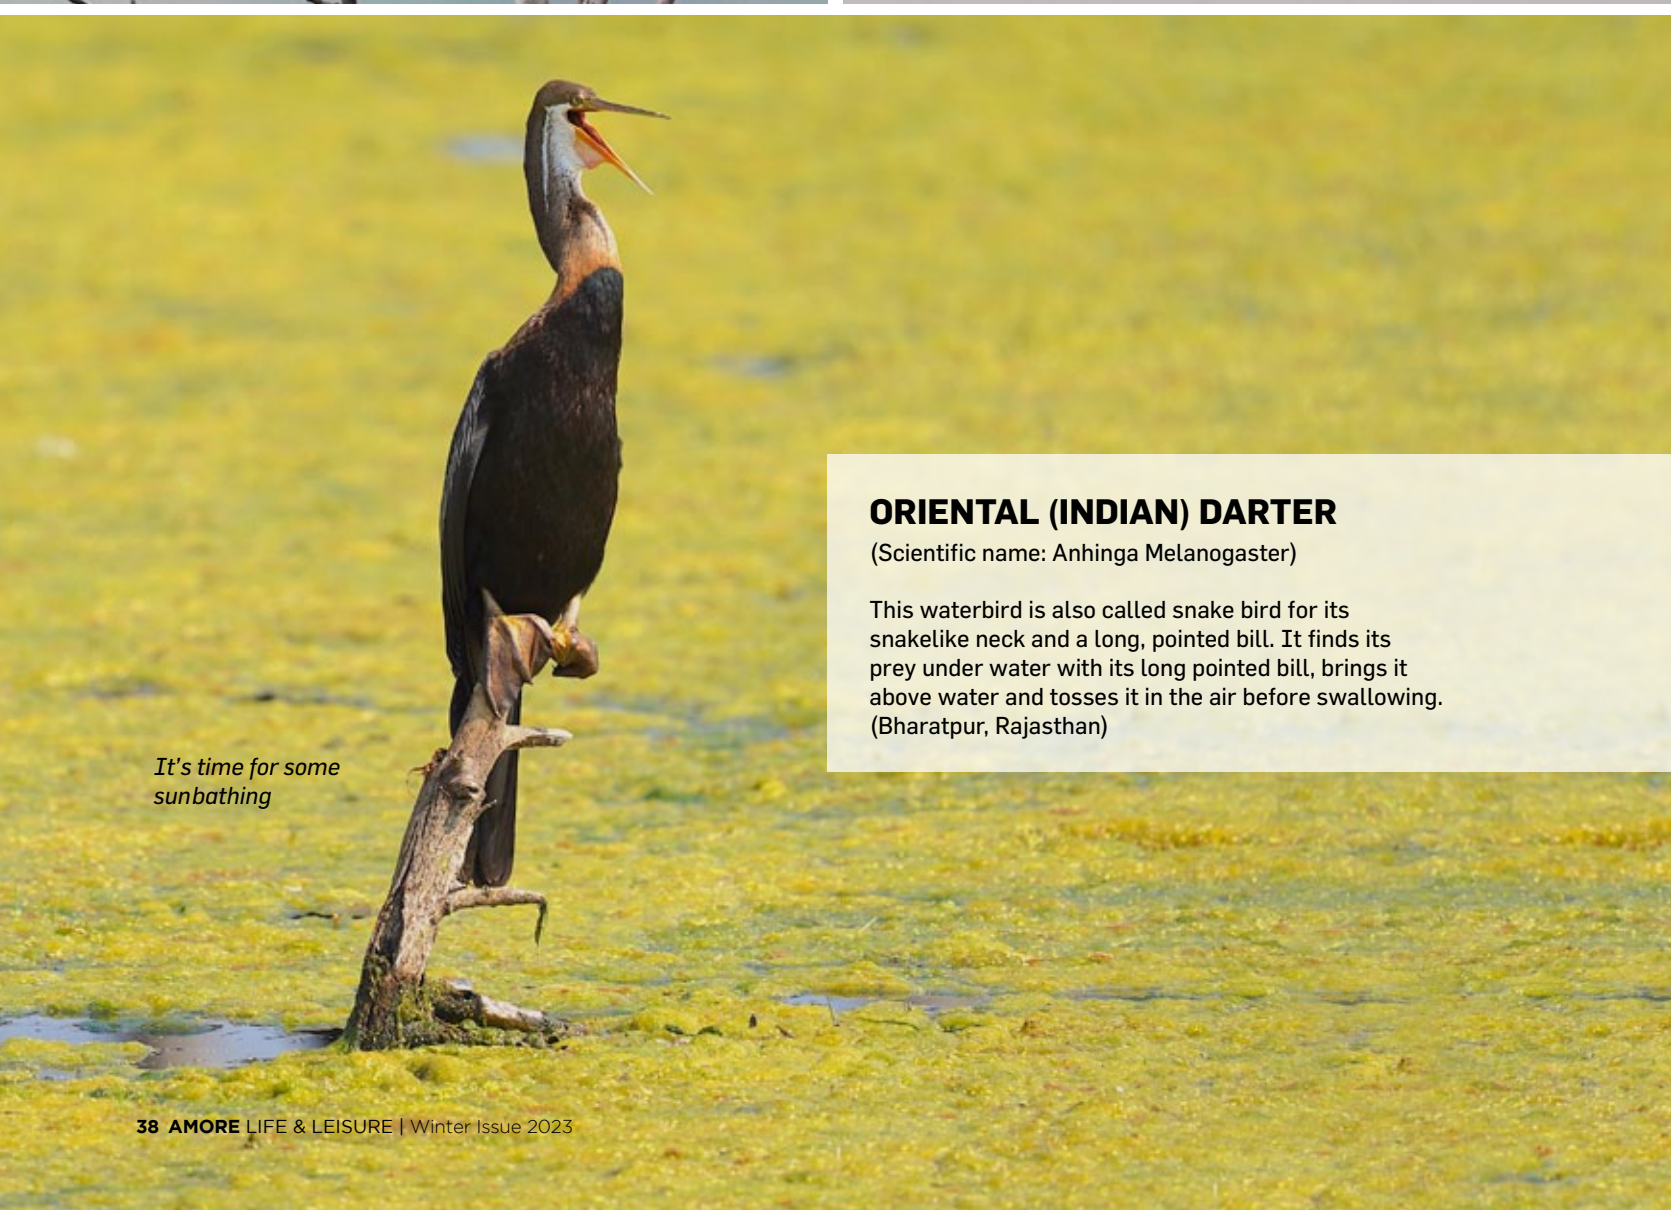 ORIENTAL (INDIAN) DARTER
(Scientific name: Anhinga Melanogaster)
This waterbird is also called snake bird for its
snakelike neck and a long, pointed bill. It finds its
prey under water with its long pointed bill, brings it
above water and tosses it in the air before swallowing.
(Bharatpur, Rajasthan)
It's time for some
sunbathing
38 AMORE LIFE & LEISURE | Winter Issue 2023